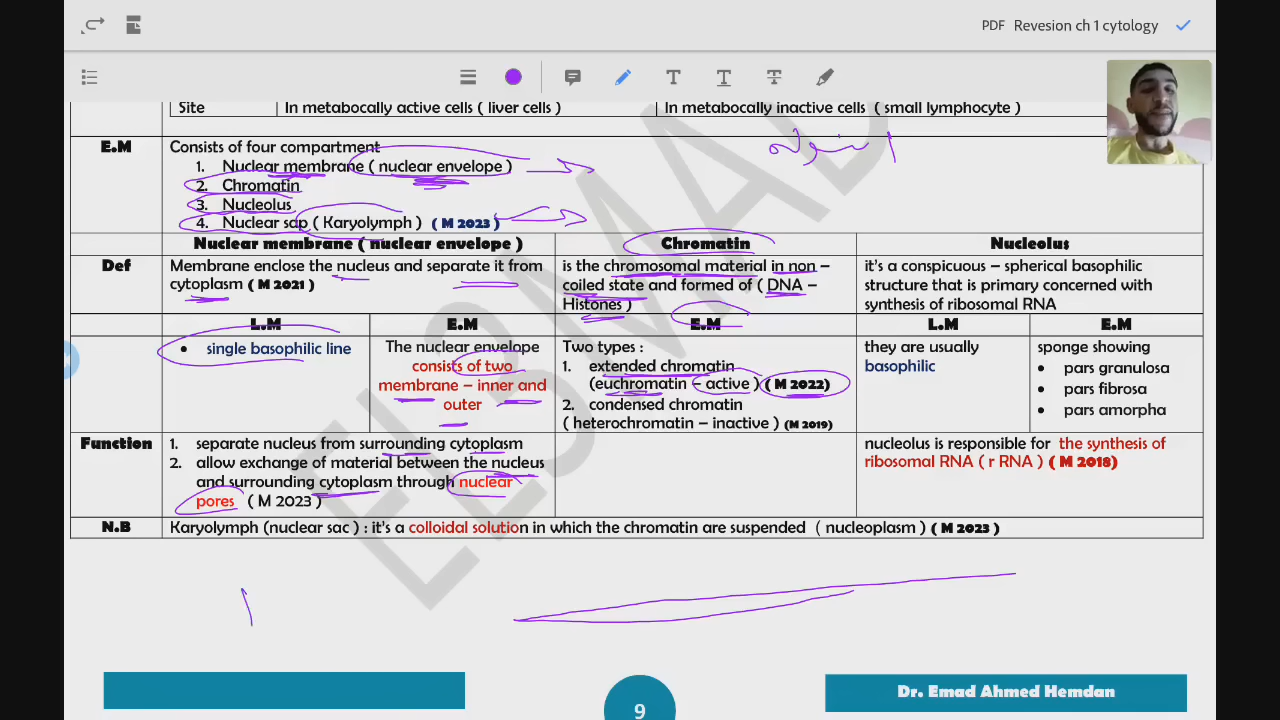 PDF Revesion ch 1 cytology
Site In metabocally active cells ( liver cells ) In metabocally inactive cells ( small lymphocyte )
E.M Consists of four compartment
1. Nuclear membrane ( nuclear envelope )
2. Chromatin
3. Nucleolus
4. Nuclear sap ( Karyolymph ) ( M 2023 )
Nuclear membrane ( nuclear envelope ) Chromatin Nucleolus
Def
Membrane enclose the nucleus and separate it from
cytoplasm ( M 2021 )
is the chromosomal material in non –
coiled state and formed of ( DNA –
Histones )
it's a conspicuous – spherical basophilic
structure that is primary concerned with
synthesis of ribosomal RNA
L.M E.M E.M L.M E.M
• single basophilic line
The nuclear envelope
consists of two
membrane – inner and
outer
Two types :
1. extended chromatin
(euchromatin – active ) ( M 2022)
2. condensed chromatin
( heterochromatin – inactive ) ( M 2019)
they are usually
basophilic
sponge showing
• pars granulosa
• pars fibrosa
• pars amorpha
Function
1. separate nucleus from surrounding cytoplasm
2. allow exchange of material between the nucleus
and surrounding cytoplasm through nuclear
pores ( M 2023 )
nucleolus is responsible for the synthesis of
ribosomal RNA ( r RNA ) ( M 2018)
N.B Karyolymph (nuclear sac ) : it's a colloidal solution in which the chromatin are suspended ( nucleoplasm ) ( M 2023 )
9
Dr. Emad Ahmed Hemdan